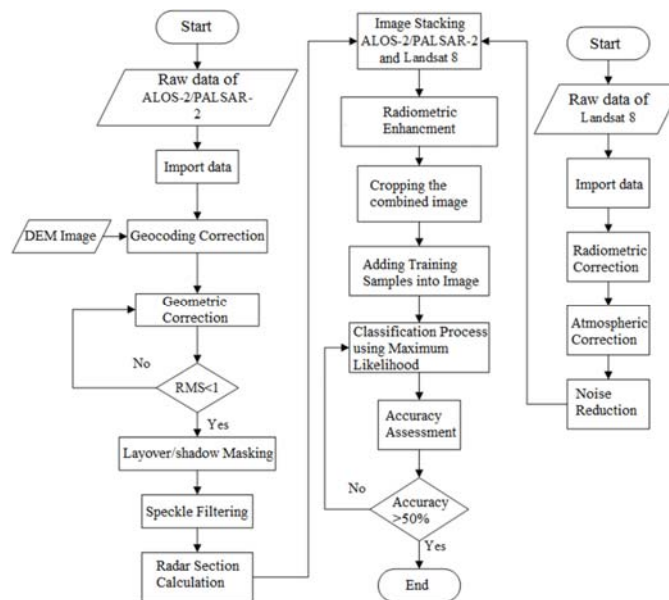 Start
Raw data of
ALOS-2/PALSAR-
2
Import data
DEM Image
Geocoding Correction
Geometric
Correction
No
RMS<1
Yes
Layover/shadow Masking
Speckle Filtering
Radar Section
Calculation
Image Stacking
ALOS-2/PALSAR-2
and Landsat 8
Radiometric
Enhancment
Cropping the
combined image
Adding Training
Samples into Image
Classification Process
using Maximum
Likelihood
Accuracy
Assessment
No
Accuracy
>50%
Yes
End
Start
Raw data of
Landsat 8
Import data
Radiometric
Correction
Atmospheric
Correction
Noise
Reduction